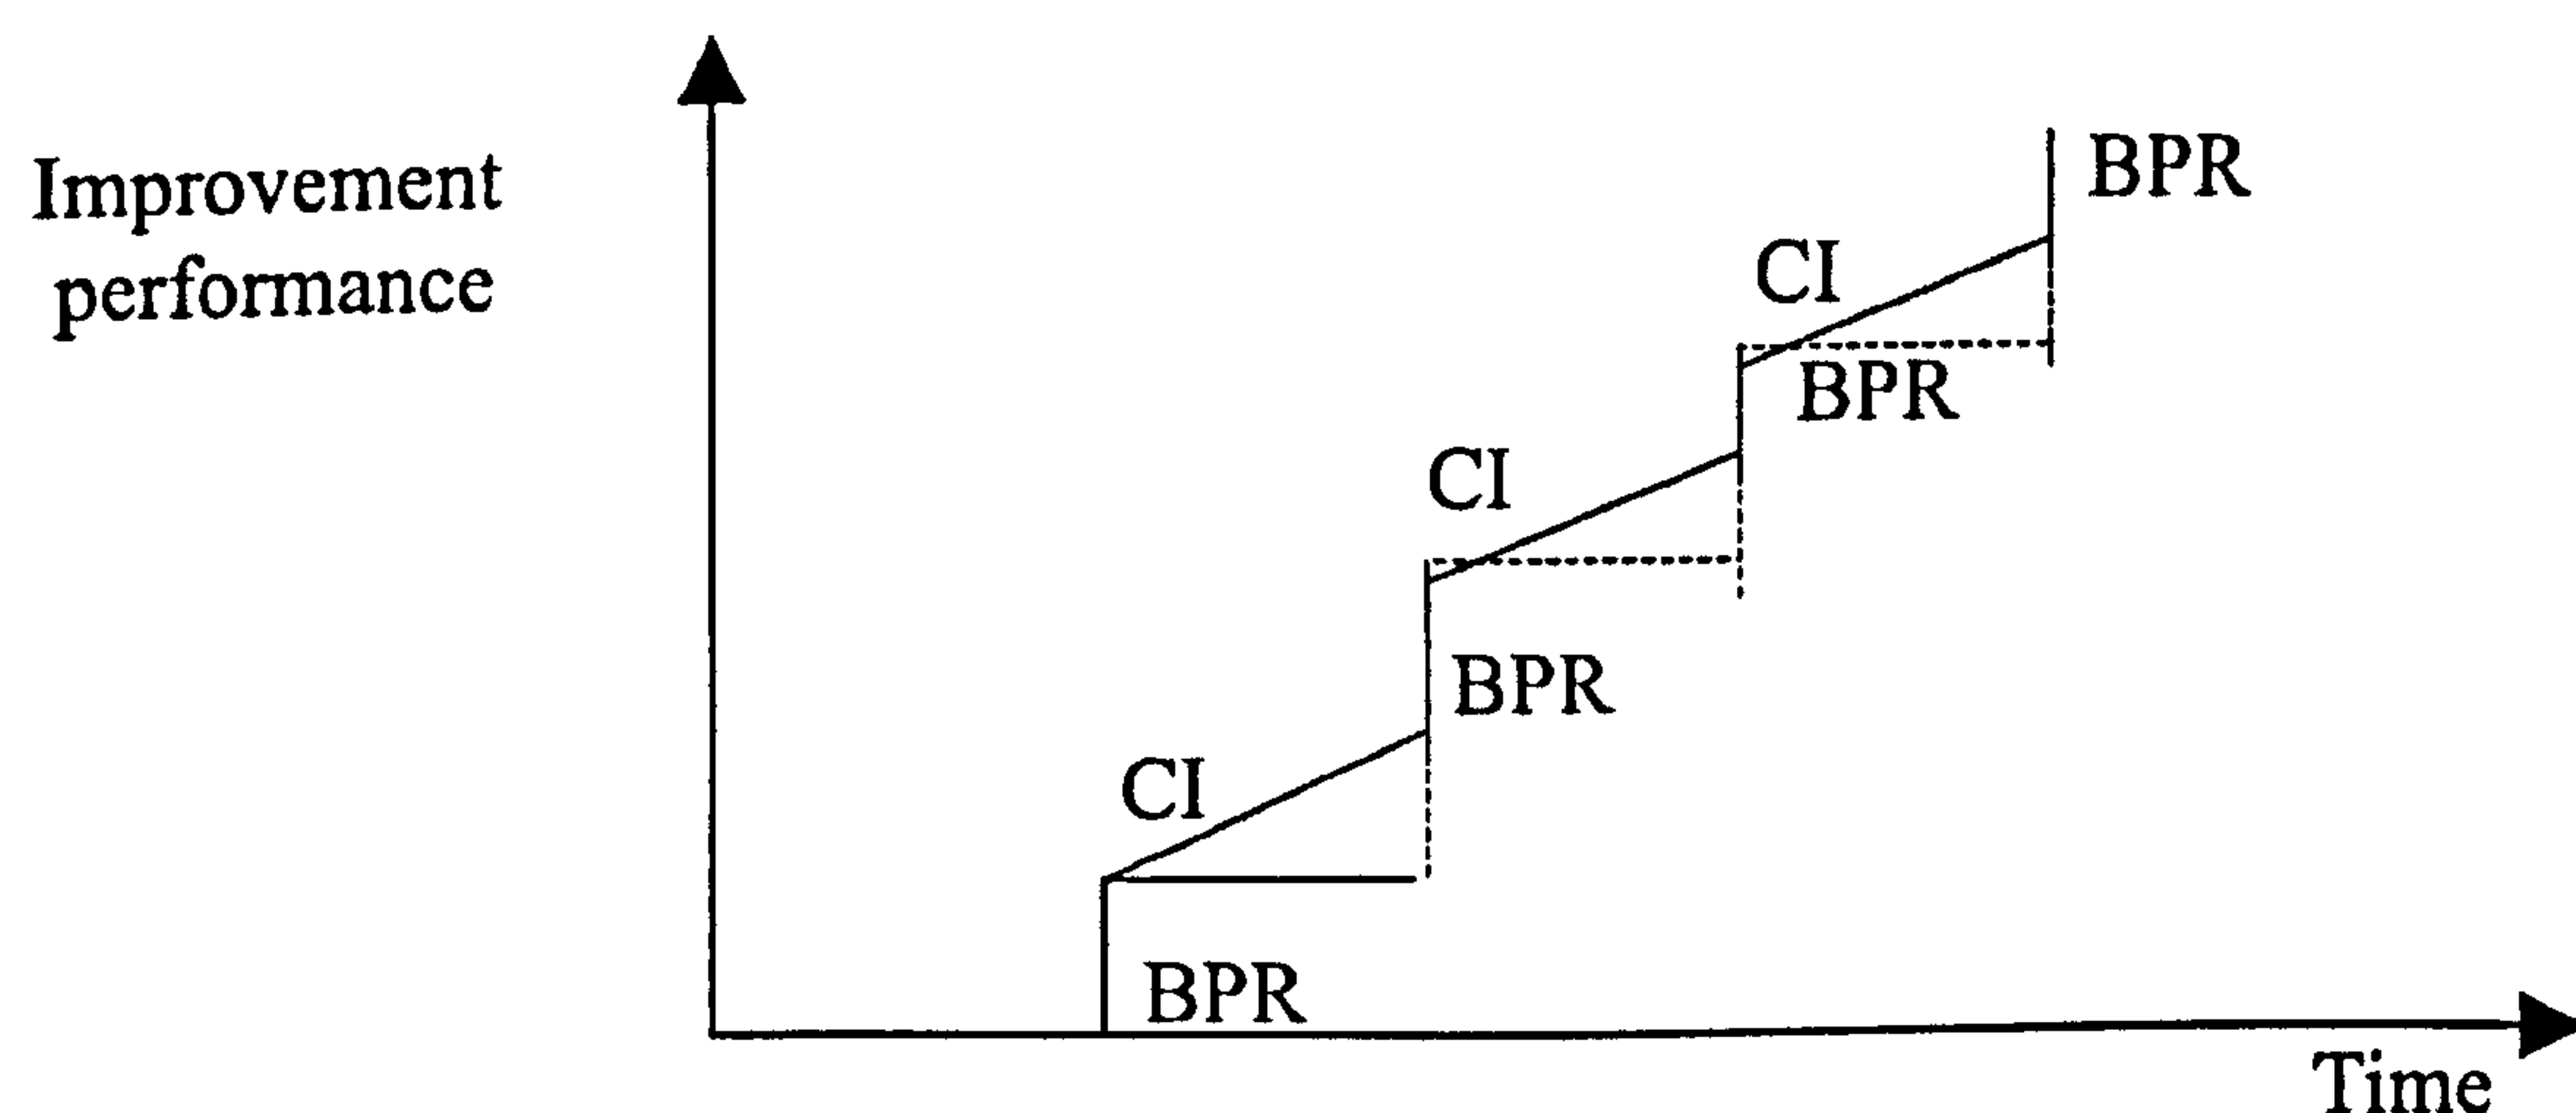 BPR
Improvement
CI
performance
BPR
CI
BPR
CI
BPR
Time